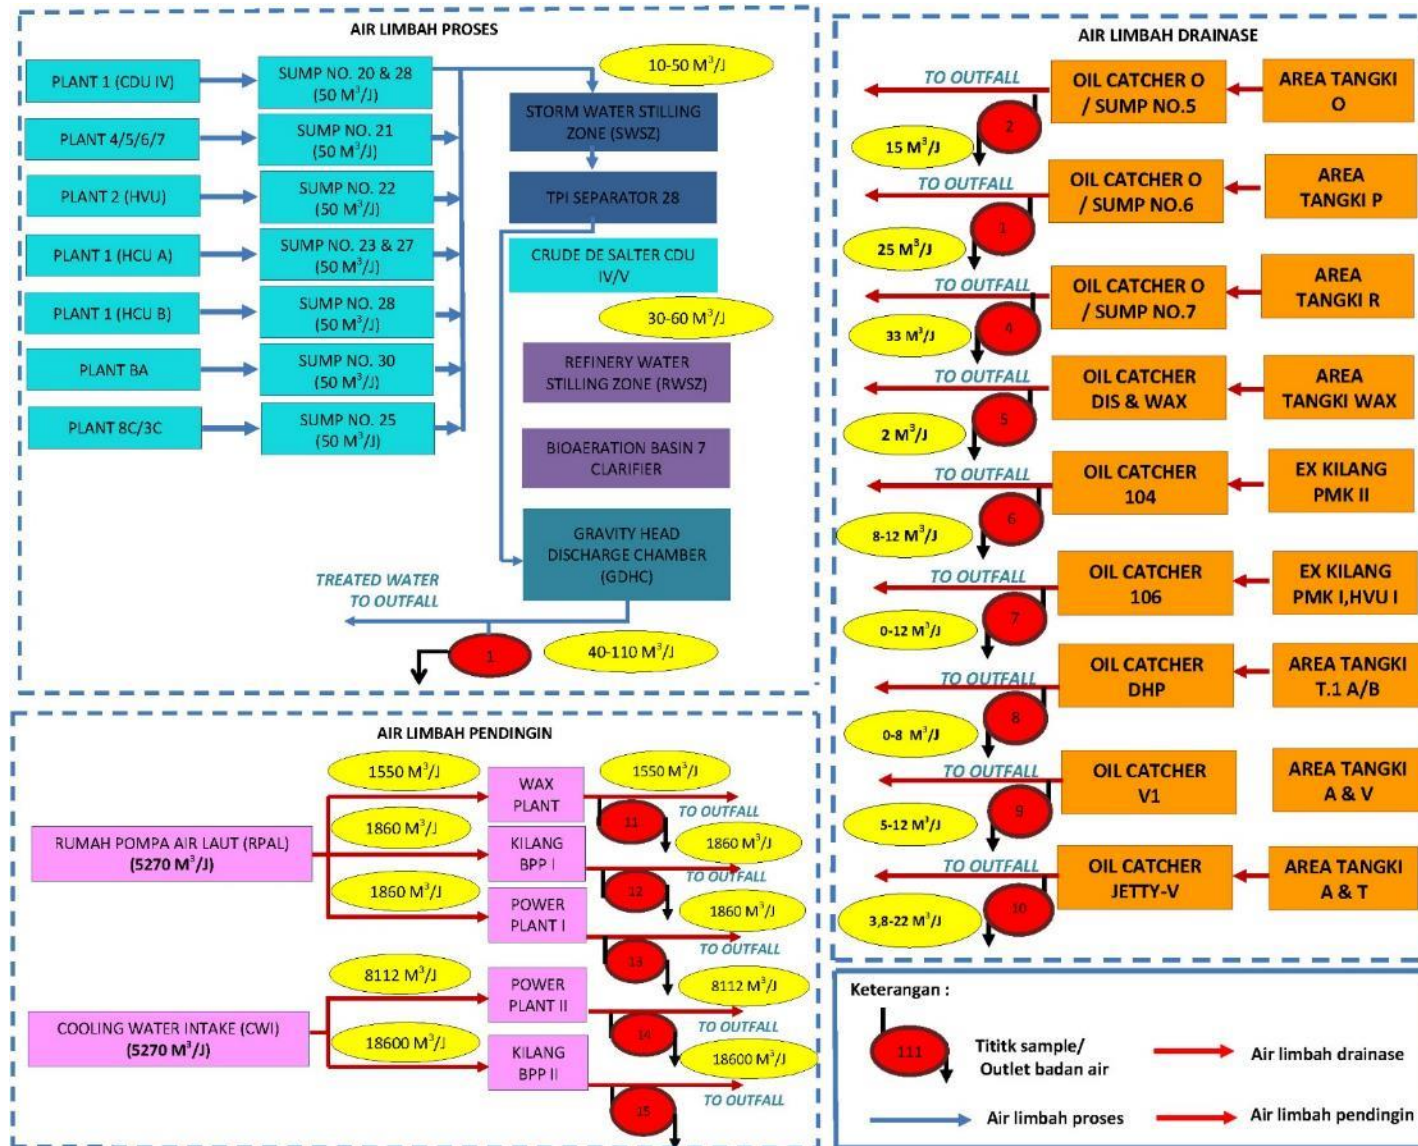 AIR LIMBAH PROSES
PLANT 1 (CDU IV)
SUMP NO. 20 & 28
(50 M³/J)
10-50 M³/J
PLANT 4/5/6/7
SUMP NO. 21
(50 M³/J)
STORM WATER STILLING
ZONE (SWSZ)
PLANT 2 (HVU)
SUMP NO. 22
(50 M³/J)
TPI SEPARATOR 28
PLANT 1 (HCU A)
SUMP NO. 23 & 27
(50 M³/J)
CRUDE DE SALTER CDU
IV/V
PLANT 1 (HCU B)
SUMP NO. 28
(50 M³/J)
30-60 M³/J
PLANT BA
SUMP NO. 30
(50 M³/J)
REFINERY WATER
STILLING ZONE (RWSZ)
PLANT 8C/3C
SUMP NO. 25
(50 M³/J)
BIOAERATION BASIN 7
CLARIFIER
GRAVITY HEAD
DISCHARGE CHAMBER
(GDHC)
TREATED WATER
TO OUTFALL
1
40-110 M³/J
AIR LIMBAH PENDINGIN
RUMAH POMPA AIR LAUT (RPAL)
(5270 M³/J)
1550 M³/J
WAX
PLANT
1550 M³/J
TO OUTFALL
11
1860 M³/J
KILANG
BPP I
1860 M³/J
TO OUTFALL
12
1860 M³/J
POWER
PLANT I
1860 M³/J
TO OUTFALL
13
COOLING WATER INTAKE (CWI)
(5270 M³/J)
8112 M³/J
POWER
PLANT II
8112 M³/J
TO OUTFALL
14
18600 M³/J
KILANG
BPP II
18600 M³/J
TO OUTFALL
15
AIR LIMBAH DRAINASE
TO OUTFALL
2
15 M³/J
OIL CATCHER O
/ SUMP NO.5
AREA TANGKI
O
TO OUTFALL
1
25 M³/J
OIL CATCHER O
/ SUMP NO.6
AREA
TANGKI P
TO OUTFALL
4
33 M³/J
OIL CATCHER O
/ SUMP NO.7
AREA
TANGKI R
TO OUTFALL
5
2 M³/J
OIL CATCHER
DIS & WAX
AREA
TANGKI WAX
TO OUTFALL
6
8-12 M³/J
OIL CATCHER
104
EX KILANG
PMK II
TO OUTFALL
7
0-12 M³/J
OIL CATCHER
106
EX KILANG
PMK I,HVU I
TO OUTFALL
8
0-8 M³/J
OIL CATCHER
DHP
AREA TANGKI
T.1 A/B
TO OUTFALL
9
5-12 M³/J
OIL CATCHER
V1
AREA TANGKI
A & V
TO OUTFALL
10
3,8-22 M³/J
OIL CATCHER
JETTY-V
AREA TANGKI
A & T
Keterangan :
111
Tititk sample/
Outlet badan air
Air limbah drainase
Air limbah proses
Air limbah pendingin